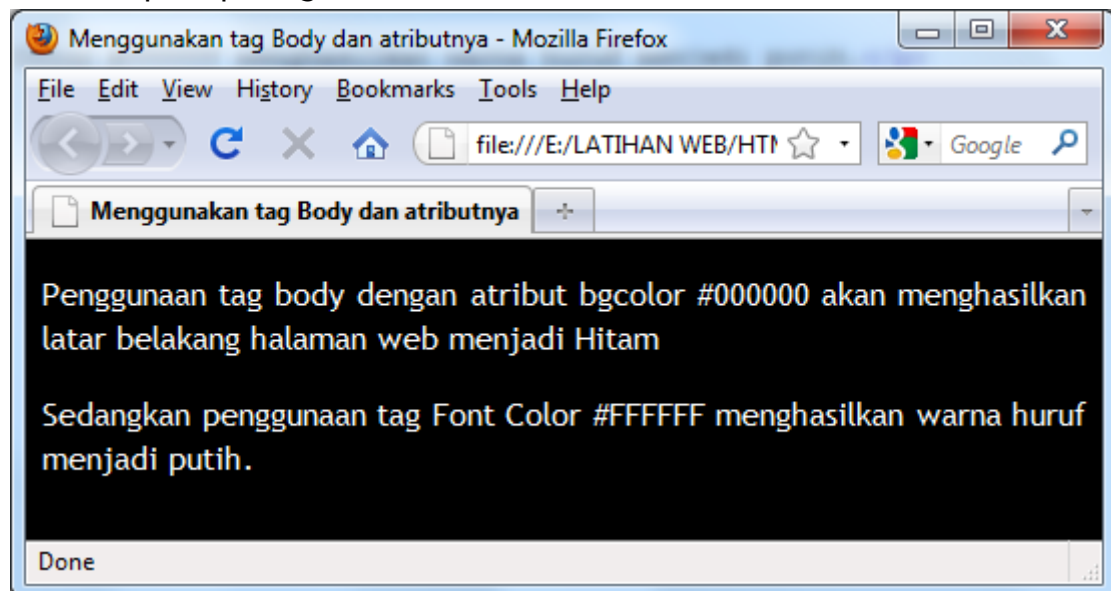 Menggunakan tag Body dan atributnya - Mozilla Firefox
File Edit View History Bookmarks Tools Help
file:///E:/LATIHAN WEB/HTM Google
Menggunakan tag Body dan atributnya
Penggunaan tag body dengan atribut bgcolor #000000 akan menghasilkan
latar belakang halaman web menjadi Hitam
Sedangkan penggunaan tag Font Color #FFFFFF menghasilkan warna huruf
menjadi putih.
Done